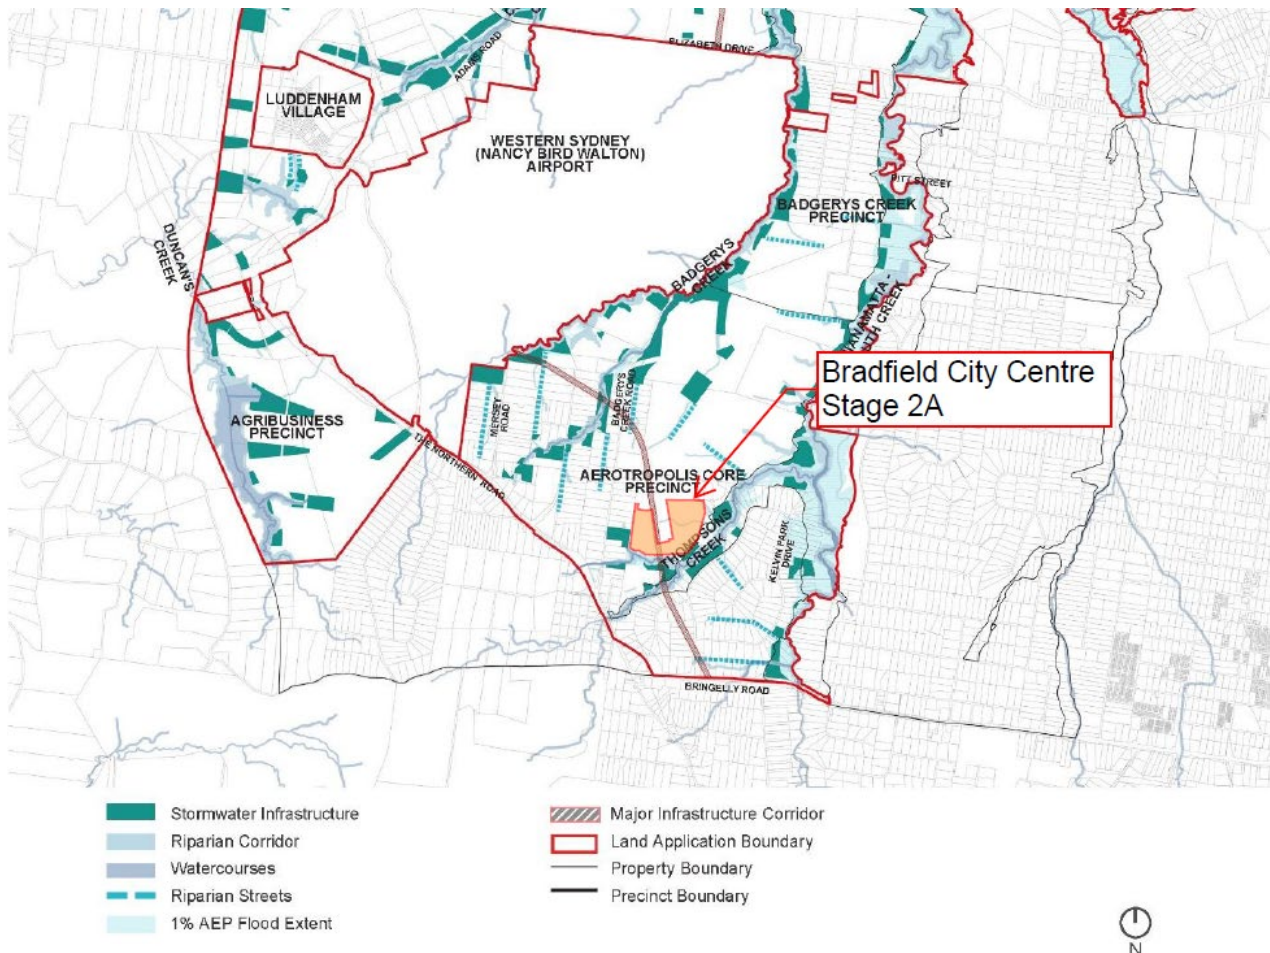 ELIZABETH DRIVE
ADAMS ROAD
LUDDENHAM
VILLAGE
WESTERN SYDNEY
(NANCY BIRD WALTON)
AIRPORT
PITT STREET
BADGERYS CREEK
PRECINCT
DUNCAN'S
CREEK
BADGERYS
CREEK
Bradfield City Centre
Stage 2A
MERSEY
ROAD
BADGERYS
CREEK ROAD
AGRIBUSINESS
PRECINCT
THE NORTHERN ROAD
AEROTROPOLIS CORE
PRECINCT
THOMPSONS
CREEK
KELVIN PARK
DRIVE
BRINGELLY ROAD
Stormwater Infrastructure
Riparian Corridor
Watercourses
Riparian Streets
1% AEP Flood Extent
Major Infrastructure Corridor
Land Application Boundary
Property Boundary
Precinct Boundary
N